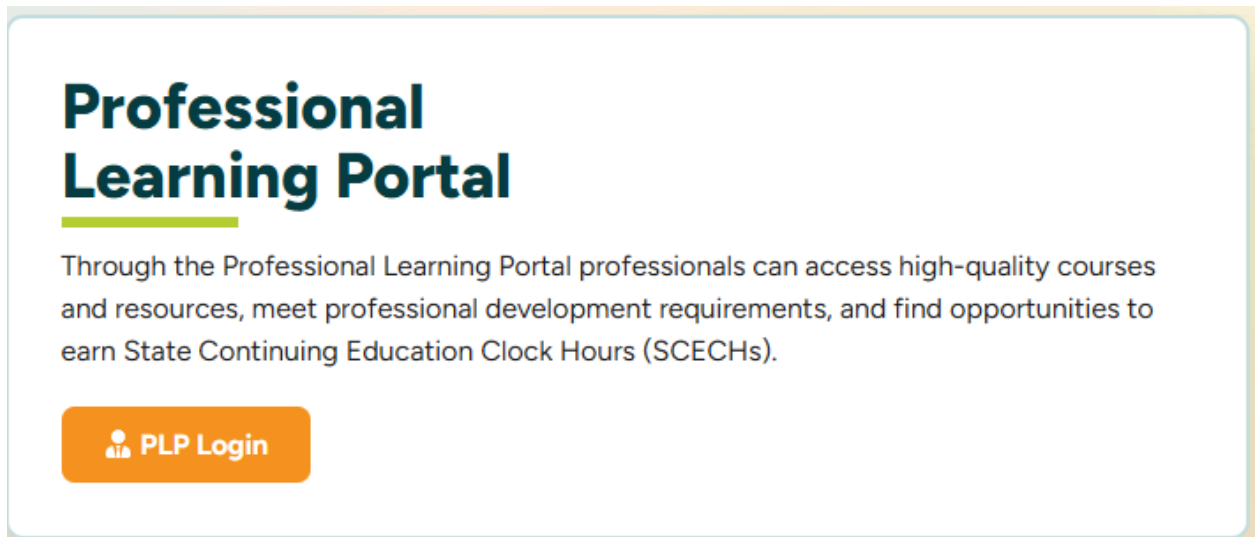 Professional
Learning Portal
Through the Professional Learning Portal professionals can access high-quality courses
and resources, meet professional development requirements, and find opportunities to
earn State Continuing Education Clock Hours (SCECHs).
PLP Login